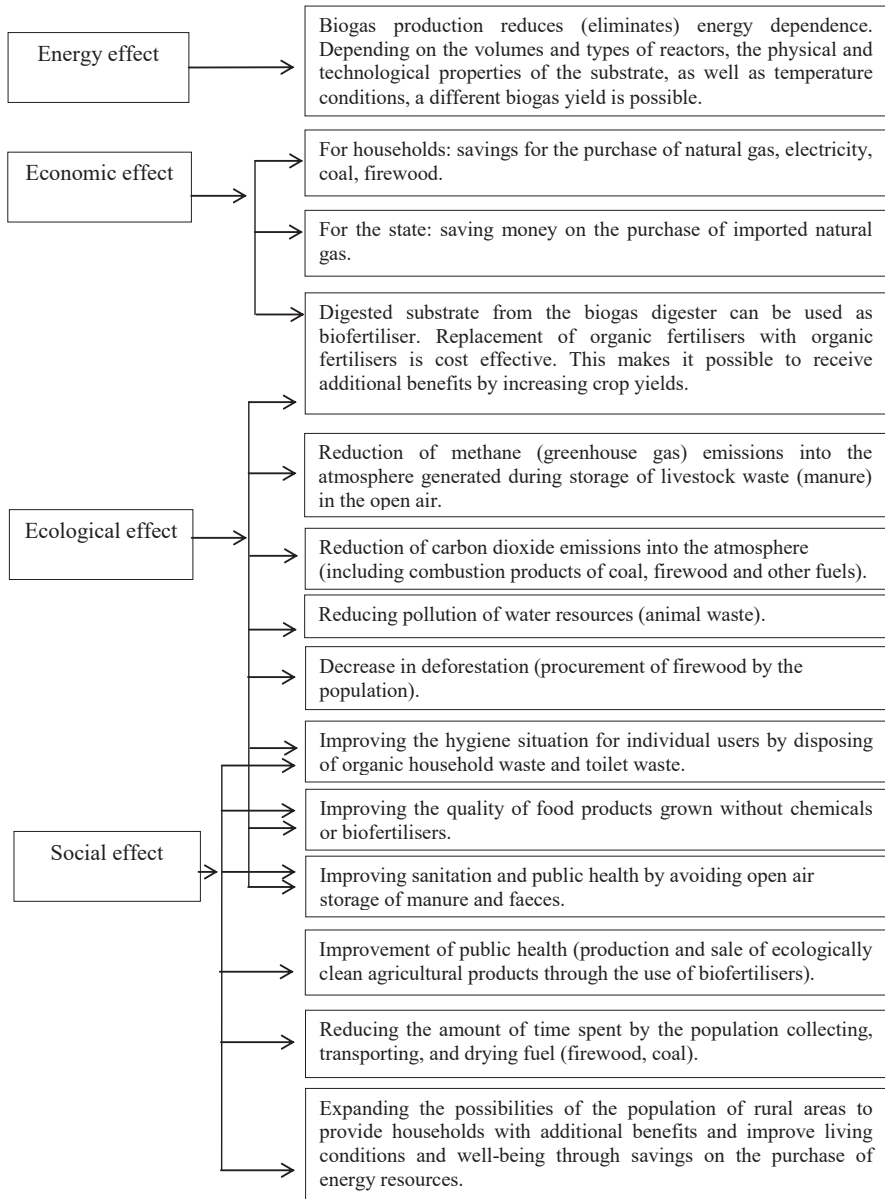 Energy effect
Biogas production reduces (eliminates) energy dependence.
Depending on the volumes and types of reactors, the physical and
technological properties of the substrate, as well as temperature
conditions, a different biogas yield is possible.
Economic effect
For households: savings for the purchase of natural gas, electricity,
coal, firewood.
For the state: saving money on the purchase of imported natural
gas.
Digested substrate from the biogas digester can be used as
biofertiliser. Replacement of organic fertilisers with organic
fertilisers is cost effective. This makes it possible to receive
additional benefits by increasing crop yields.
Ecological effect
Reduction of methane (greenhouse gas) emissions into the
atmosphere generated during storage of livestock waste (manure)
in the open air.
Reduction of carbon dioxide emissions into the atmosphere
(including combustion products of coal, firewood and other fuels).
Reducing pollution of water resources (animal waste).
Decrease in deforestation (procurement of firewood by the
population).
Improving the hygiene situation for individual users by disposing
of organic household waste and toilet waste.
Social effect
Improving the quality of food products grown without chemicals
or biofertilisers.
Improving sanitation and public health by avoiding open air
storage of manure and faeces.
Improvement of public health (production and sale of ecologically
clean agricultural products through the use of biofertilisers).
Reducing the amount of time spent by the population collecting,
transporting, and drying fuel (firewood, coal).
Expanding the possibilities of the population of rural areas to
provide households with additional benefits and improve living
conditions and well-being through savings on the purchase of
energy resources.